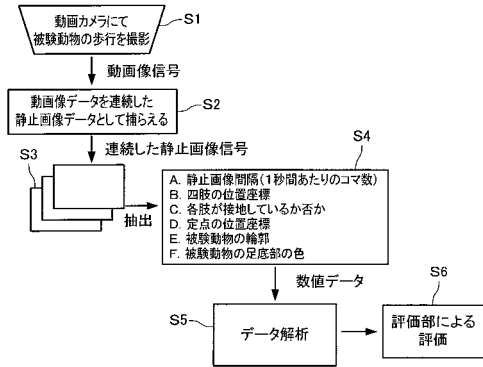 S1
動画カメラにて
被験動物の歩行を撮影
動画像信号
S2
動画像データを連続した
静止画像データとして捕らえる
連続した静止画像信号
S3
抽出
S4
A. 静止画像間隔(1秒間あたりのコマ数)
B. 四肢の位置座標
C. 各肢が接地しているか否か
D. 定点の位置座標
E. 被験動物の輪郭
F. 被験動物の足底部の色
数値データ
S5
データ解析
S6
評価部による
評価